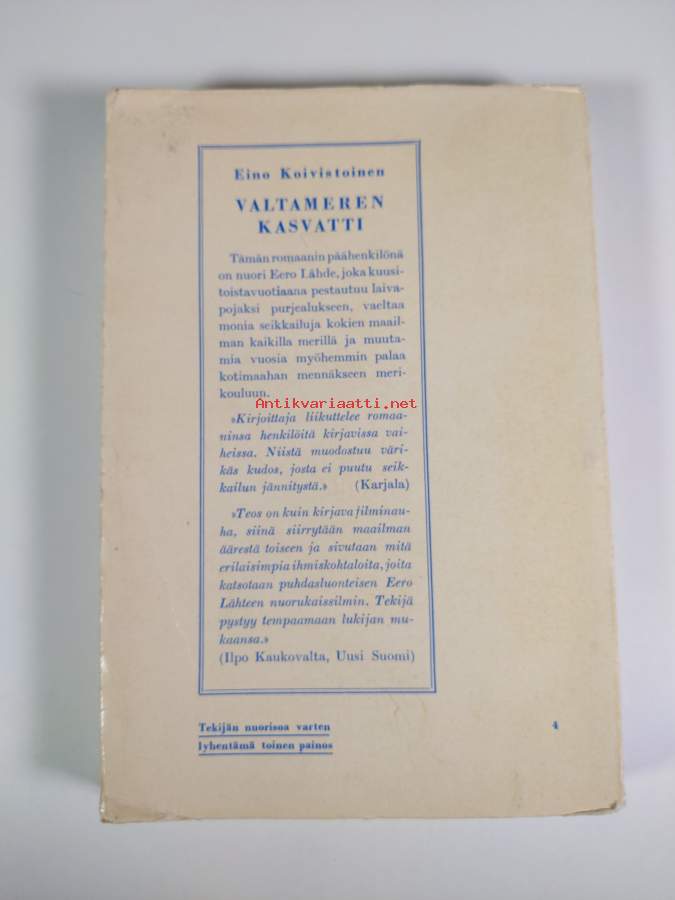 Eino Koivistoinen
VALTAMEREN
KASVATTI
Tämän romaanin päähenkilönä
on nuori Eero Lähde, joka kuusi-
toistavuotiaana pestautuu laiva-
pojaksi purjealukseen, vaeltaa
monia seikkailuja kokien maail-
man kaikilla merillä ja muuta-
mia vuosia myöhemmin palaa
kotimaahan mennäkseen meri-
kouluun.
Antikvariaatti.net
»Kirjoittaja liikuttelee romaa-
ninsa henkilöitä kirjavissa vai-
heissa. Niistä muodostuu väri-
käs kudos, josta ei puutu seik-
kailun jännitystä.» (Karjala)
»Teos on kuin kirjava filminau-
ha, siinä siirrytään maailman
äärestä toiseen ja sivutaan mitä
erilaisimpia ihmiskohtaloita, joita
katsotaan puhdasluonteisen Eero
Lähteen nuorukaissilmin. Tekijä
pystyy tempaamaan lukijan mu-
kaansa.»
(Ilpo Kaukovalta, Uusi Suomi)
Tekijän nuorisoa varten
lyhentämä toinen painos
4